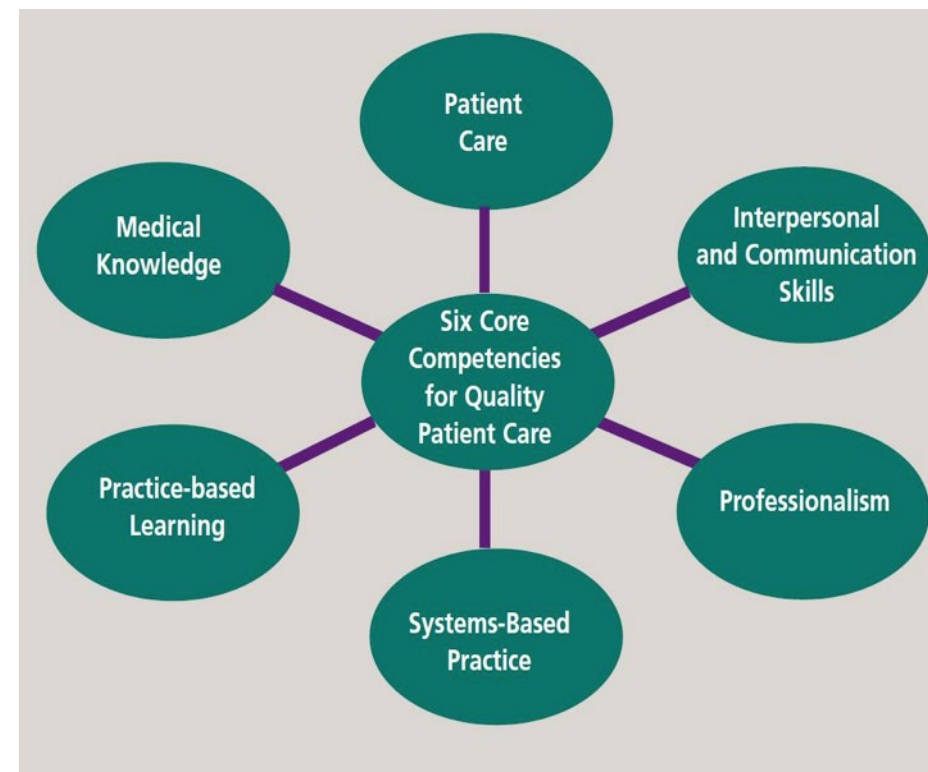 Patient
Care
Interpersonal
and Communication
Skills
Medical
Knowledge
Six Core
Competencies
for Quality
Patient Care
Practice-based
Learning
Professionalism
Systems-Based
Practice